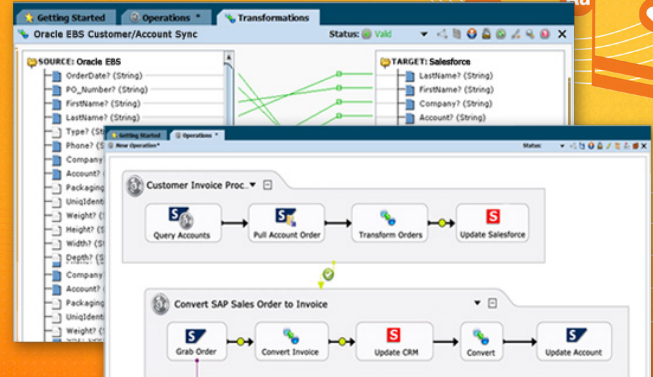 Getting Started
Operations *
Transformations
Oracle EBS Customer/Account Sync
Status:
Valid
SOURCE: Oracle EBS
OrderDate? (String)
PO_Number? (String)
FirstName? (String)
LastName? (String)
Type? (St
Phone? (S
Company
Account?
Packaging
UniqIdent
Weight? (
Height? (S
Width? (S
Depth? (S
Company
Account?
Packaging
UniqIdent
Weight? (S
TARGET: Salesforce
LastName? (String)
FirstName? (String)
Company? (String)
Account? (String)
Getting Started
Operations *
New Operation*
Status:
Customer Invoice Proc..
Query Accounts
Pull Account Order
Transform Orders
S
Update Salesforce
Convert SAP Sales Order to Invoice
Grab Order
Convert Invoice
S
Update CRM
Convert
Update Account